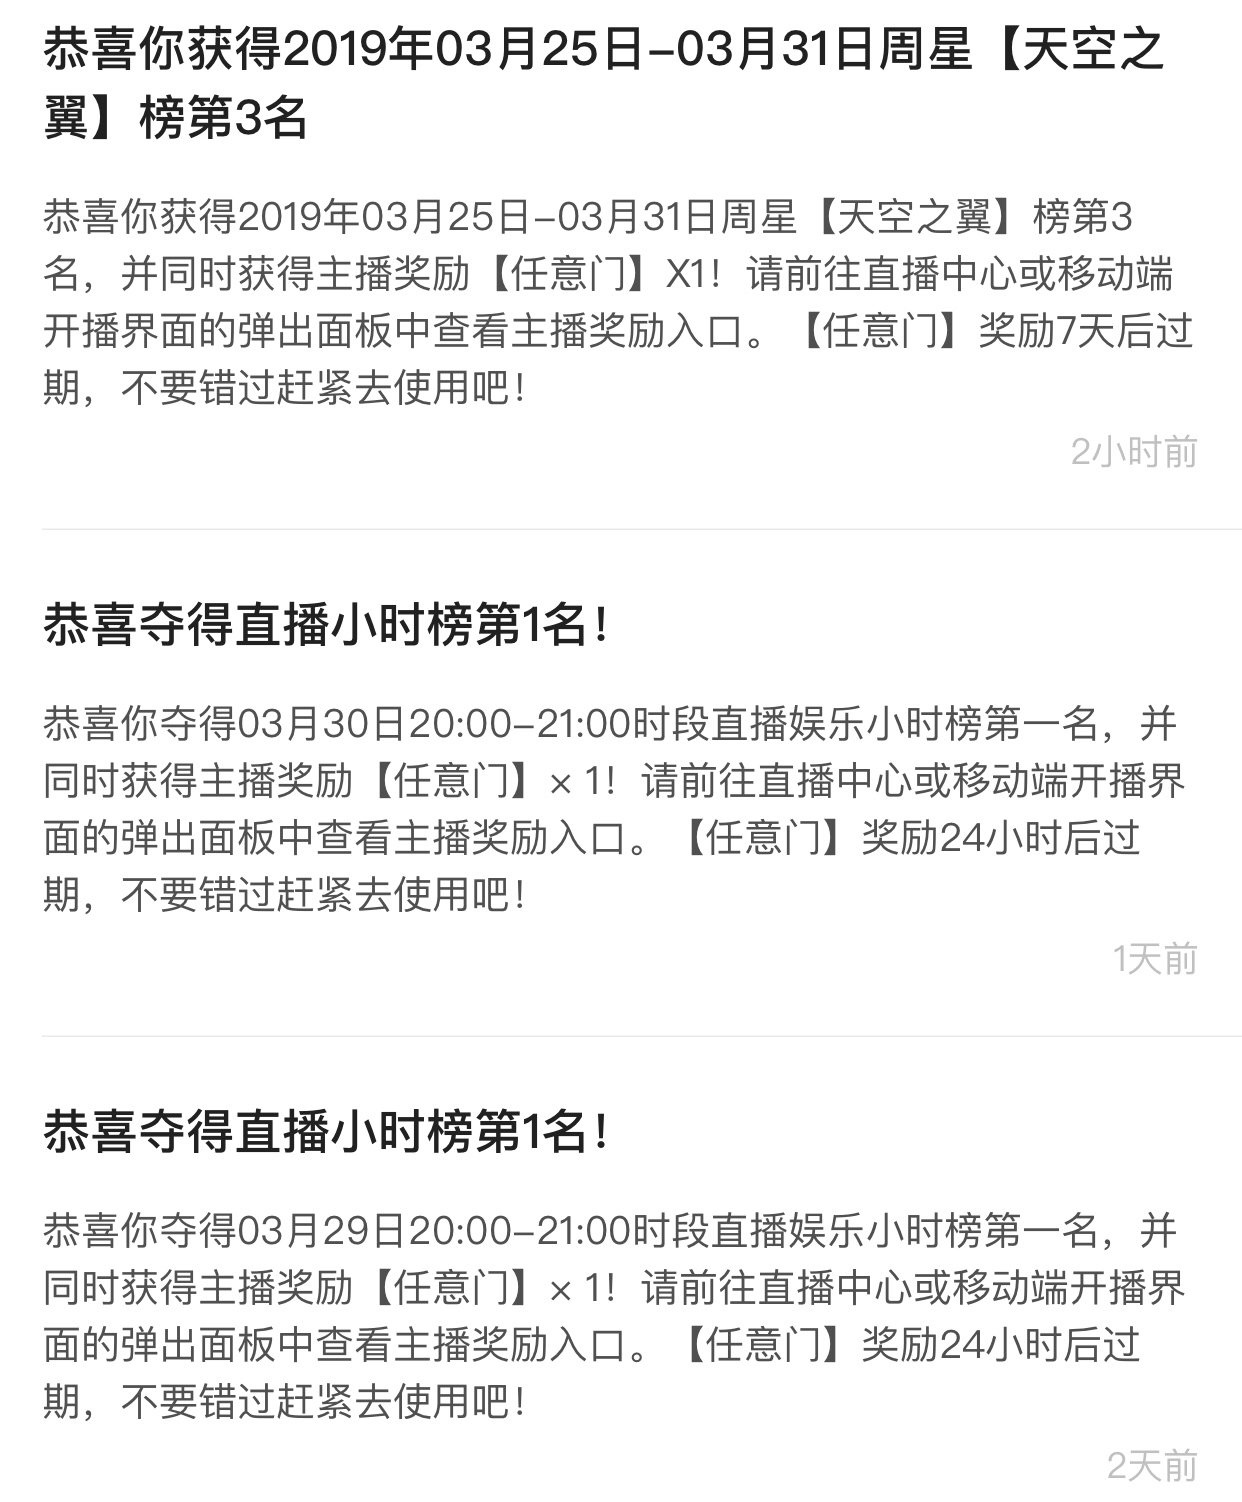 恭喜你获得2019年03月25日-03月31日周星【天空之
翼】榜第3名
恭喜你获得2019年03月25日-03月31日周星【天空之翼】榜第3
名，并同时获得主播奖励【任意门】X1！请前往直播中心或移动端
开播界面的弹出面板中查看主播奖励入口。【任意门】奖励7天后过
期，不要错过赶紧去使用吧！
2小时前
恭喜夺得直播小时榜第1名！
恭喜你夺得03月30日20:00-21:00时段直播娱乐小时榜第一名，并
同时获得主播奖励【任意门】× 1！请前往直播中心或移动端开播界
面的弹出面板中查看主播奖励入口。【任意门】奖励24小时后过
期，不要错过赶紧去使用吧！
1天前
恭喜夺得直播小时榜第1名！
恭喜你夺得03月29日20:00-21:00时段直播娱乐小时榜第一名，并
同时获得主播奖励【任意门】× 1！请前往直播中心或移动端开播界
面的弹出面板中查看主播奖励入口。【任意门】奖励24小时后过
期，不要错过赶紧去使用吧！
2天前